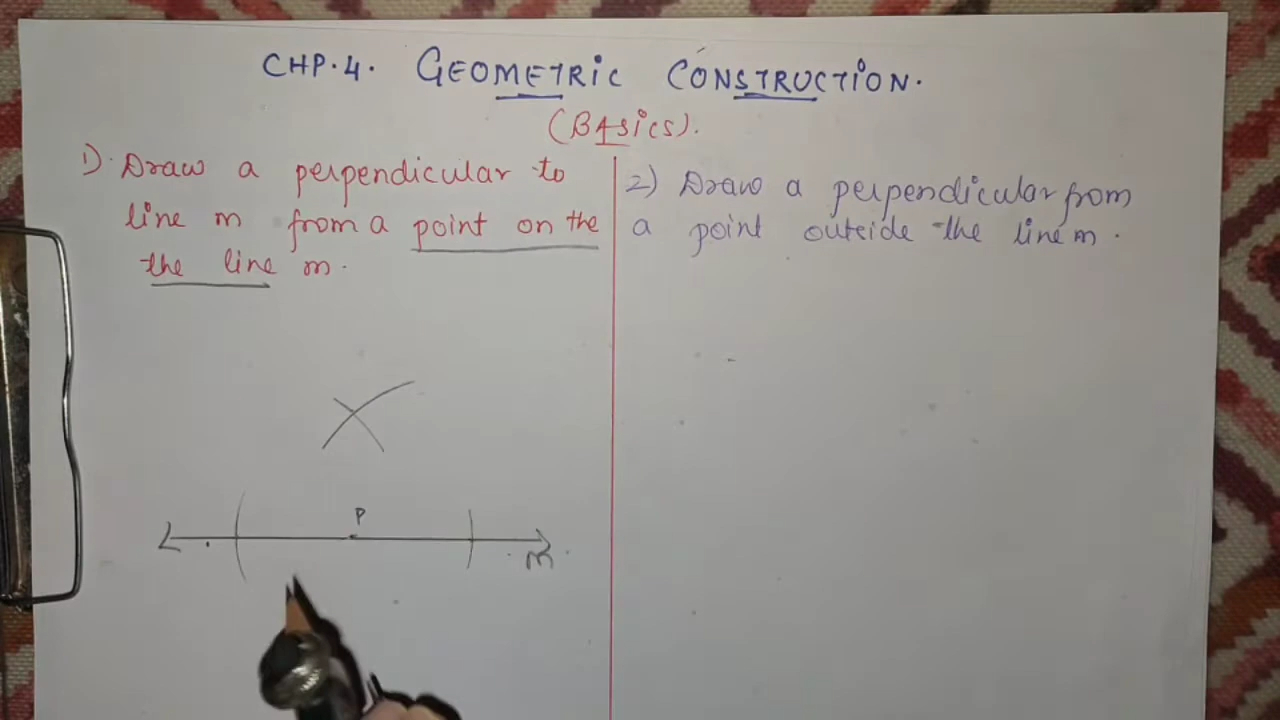 CHP.4. GEOMETRIC CONSTRUCTION.
(BASICS).
1) Draw a perpendicular to
line m from a point on the
the line m.
2) Draw a perpendicular from
a point outside the line m.
P
m